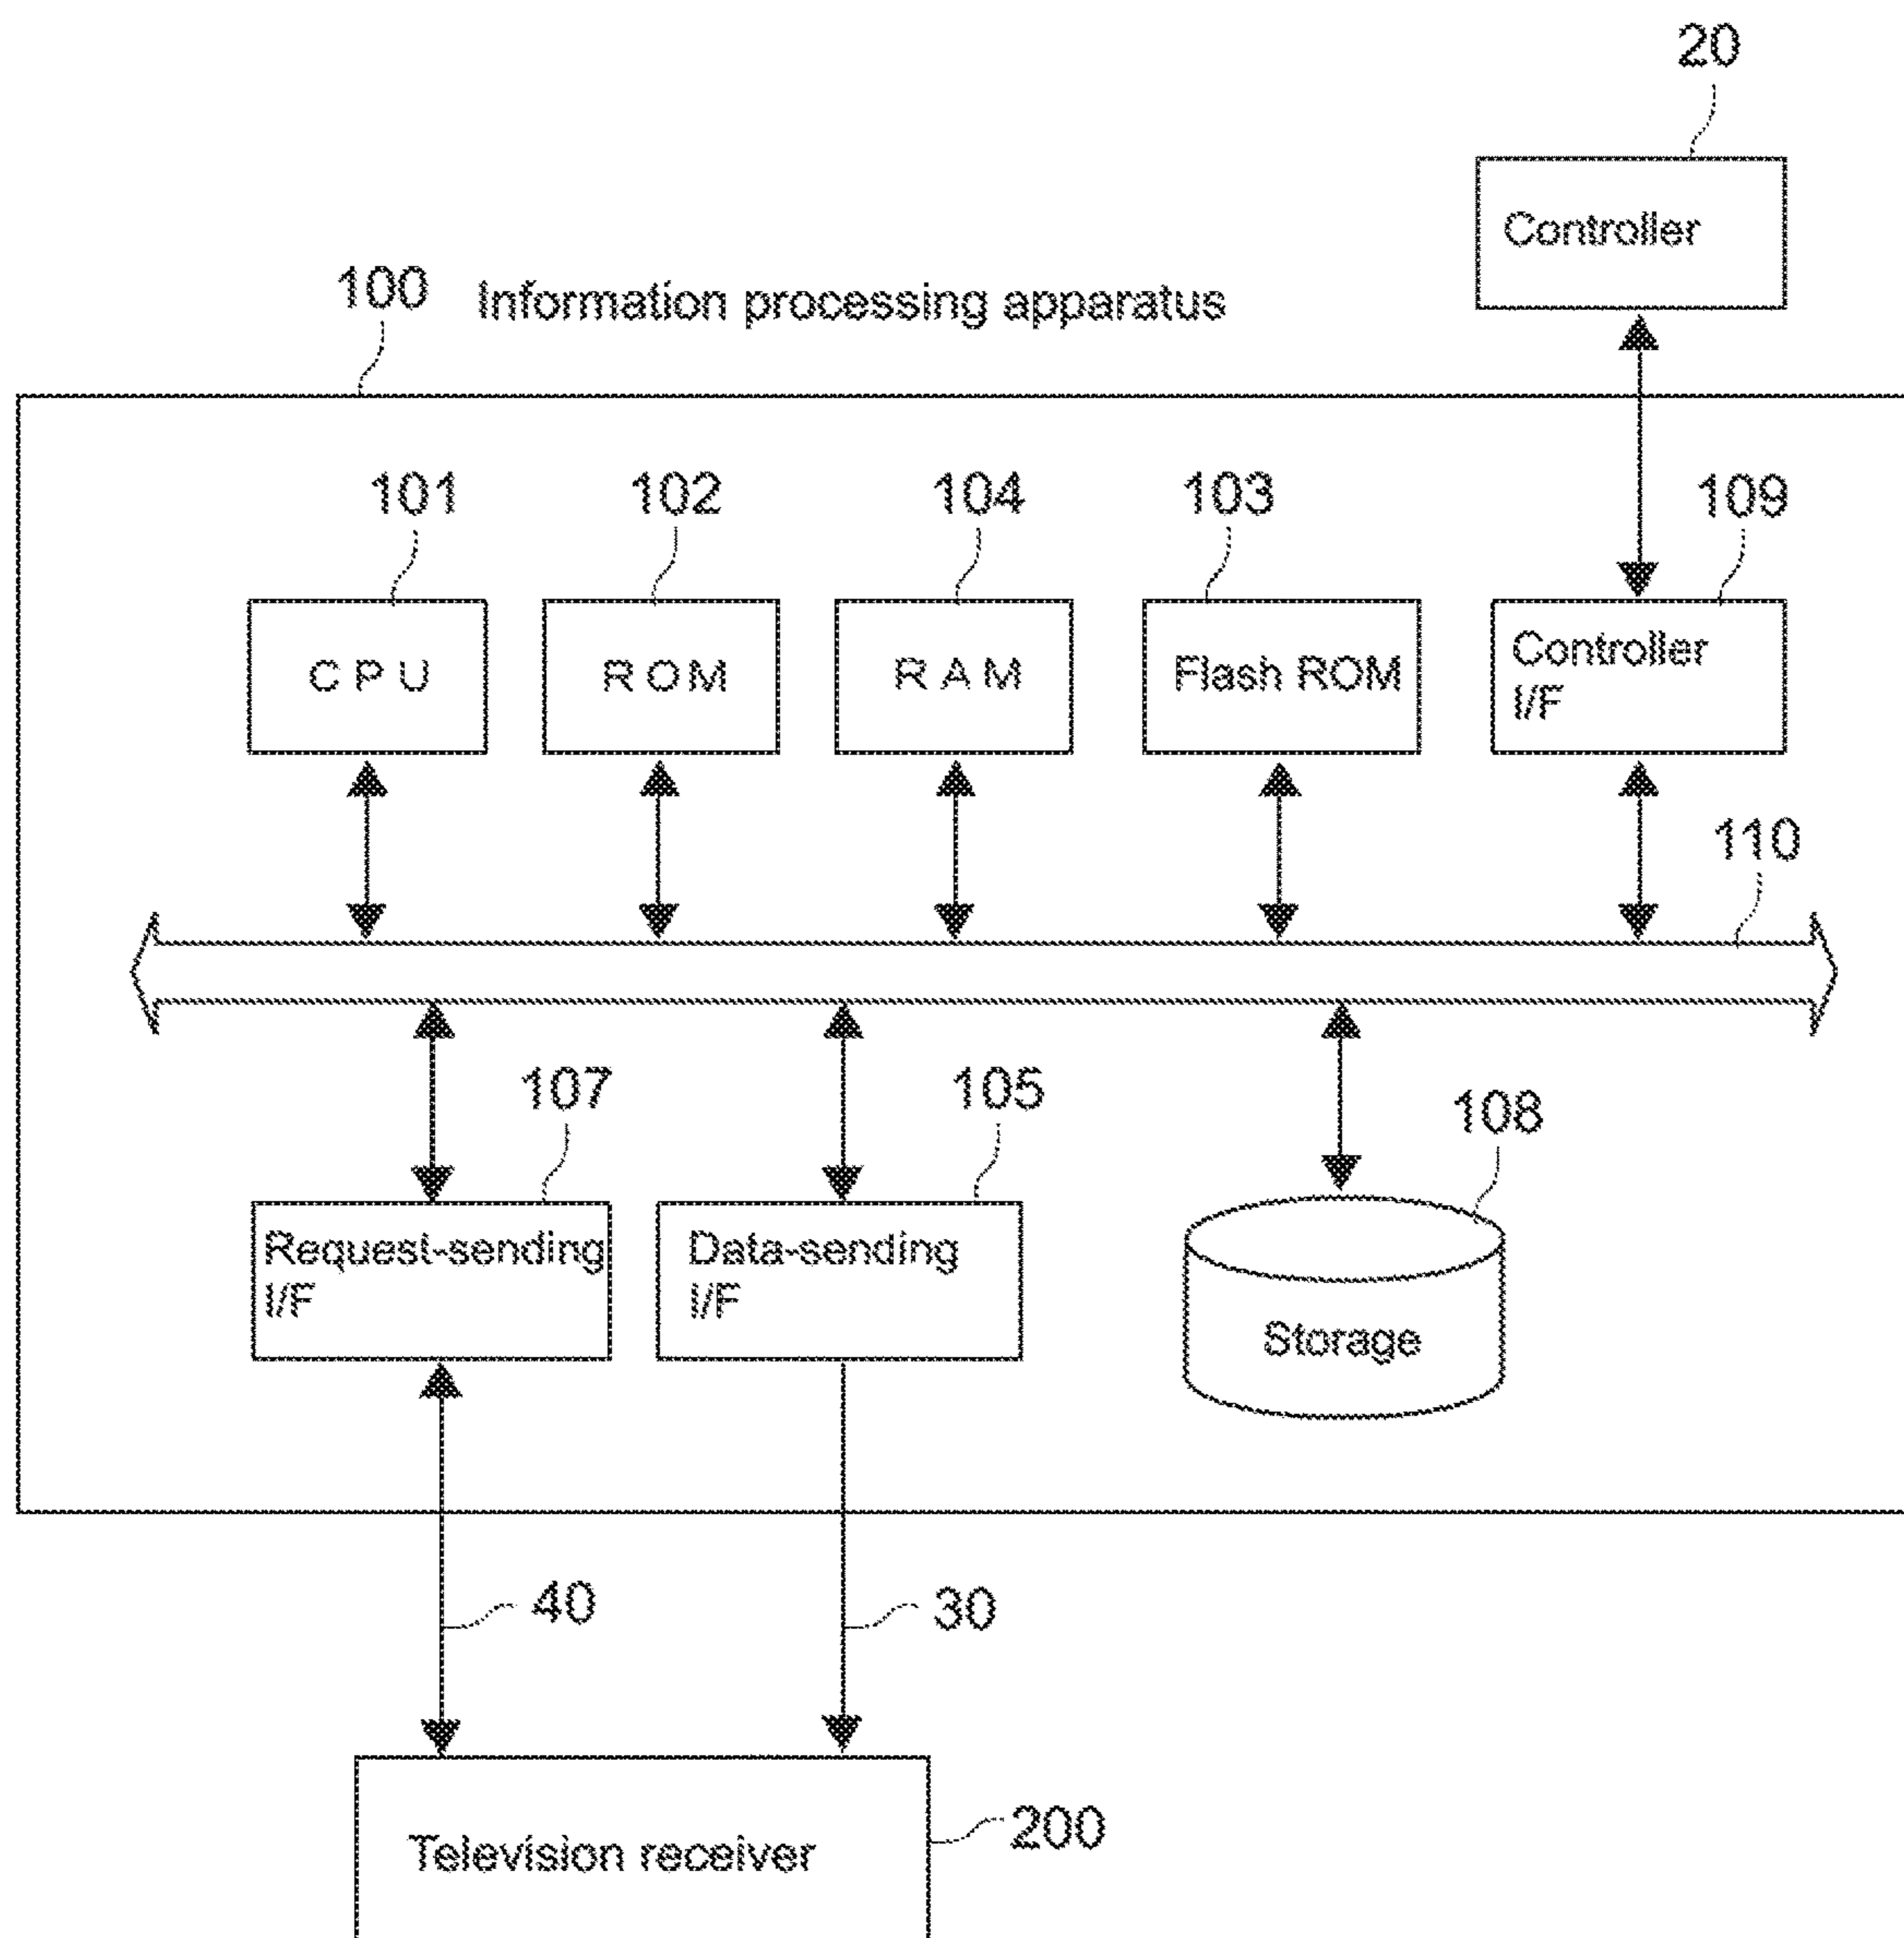 20
Controller
100 Information processing apparatus
101 102 104 103 109
CPU ROM RAM Flash ROM Controller
I/F
110
107 105 108
Request-sending Data-sending
I/F I/F
Storage
40 30
200
Television receiver